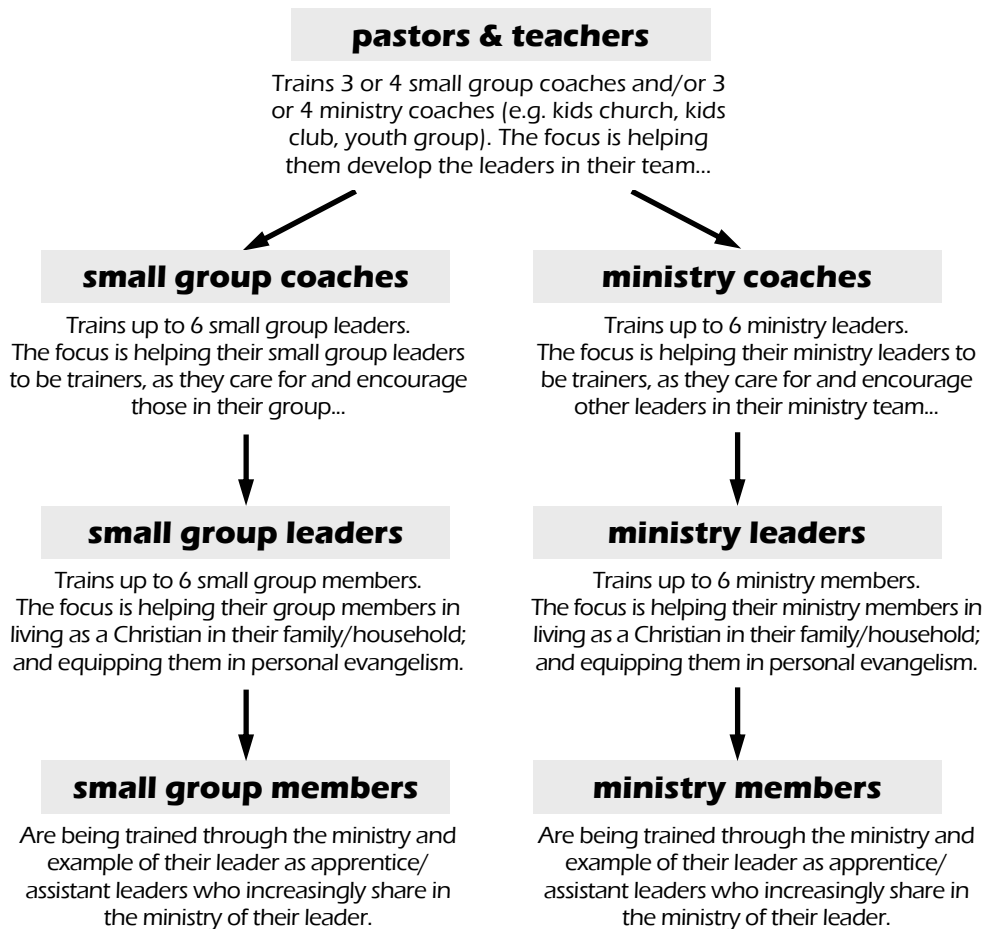 pastors & teachers
Trains 3 or 4 small group coaches and/or 3
or 4 ministry coaches (e.g. kids church, kids
club, youth group). The focus is helping
them develop the leaders in their team...
small group coaches
Trains up to 6 small group leaders.
The focus is helping their small group leaders
to be trainers, as they care for and encourage
those in their group...
ministry coaches
Trains up to 6 ministry leaders.
The focus is helping their ministry leaders to
be trainers, as they care for and encourage
other leaders in their ministry team...
small group leaders
Trains up to 6 small group members.
The focus is helping their group members in
living as a Christian in their family/household;
and equipping them in personal evangelism.
ministry leaders
Trains up to 6 ministry members.
The focus is helping their ministry members in
living as a Christian in their family/household;
and equipping them in personal evangelism.
small group members
Are being trained through the ministry and
example of their leader as apprentice/
assistant leaders who increasingly share in
the ministry of their leader.
ministry members
Are being trained through the ministry and
example of their leader as apprentice/
assistant leaders who increasingly share in
the ministry of their leader.